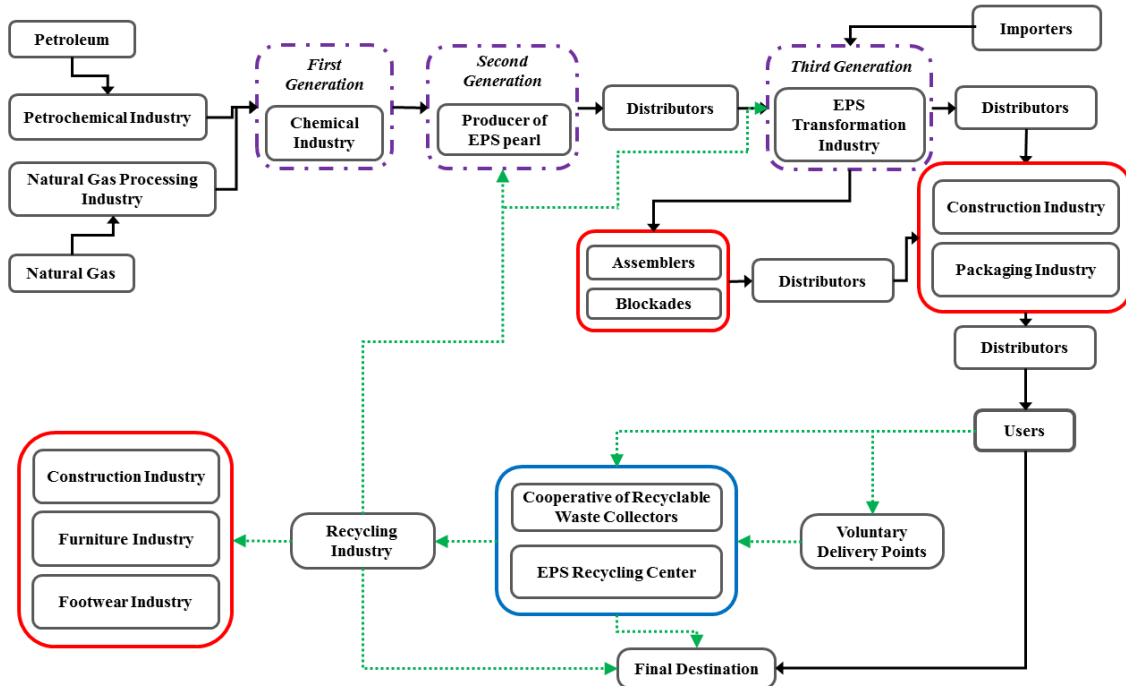 Petroleum
Importers
First
Generation
Second
Generation
Third Generation
Petrochemical Industry
Chemical
Industry
Producer of
EPS pearl
Distributors
EPS
Transformation
Industry
Distributors
Natural Gas Processing
Industry
Natural Gas
Assemblers
Blockades
Distributors
Construction Industry
Packaging Industry
Distributors
Users
Construction Industry
Furniture Industry
Footwear Industry
Recycling
Industry
Cooperative of Recyclable
Waste Collectors
EPS Recycling Center
Voluntary
Delivery Points
Final Destination